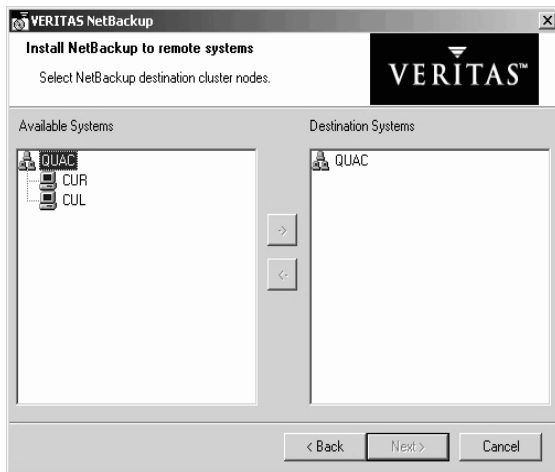 VERITAS NetBackup
Install NetBackup to remote systems
Select NetBackup destination cluster nodes.
VERITAS™
Available Systems
Destination Systems
QUAC
CUR
CUL
QUAC
->
<-
< Back
Next >
Cancel